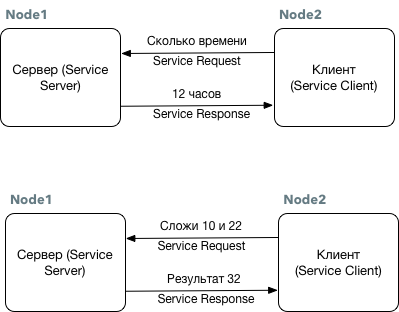 Node1
Node2
Сервер (Service
Server)
Сколько времени
Service Request
12 часов
Service Response
Клиент
(Service Client)
Node1
Node2
Сервер (Service
Server)
Сложи 10 и 22
Service Request
Результат 32
Service Response
Клиент
(Service Client)